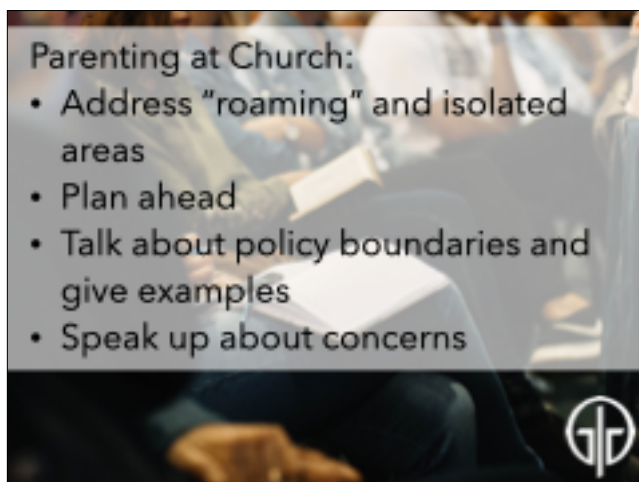 Parenting at Church:
• Address “roaming” and isolated
areas
• Plan ahead
• Talk about policy boundaries and
give examples
• Speak up about concerns